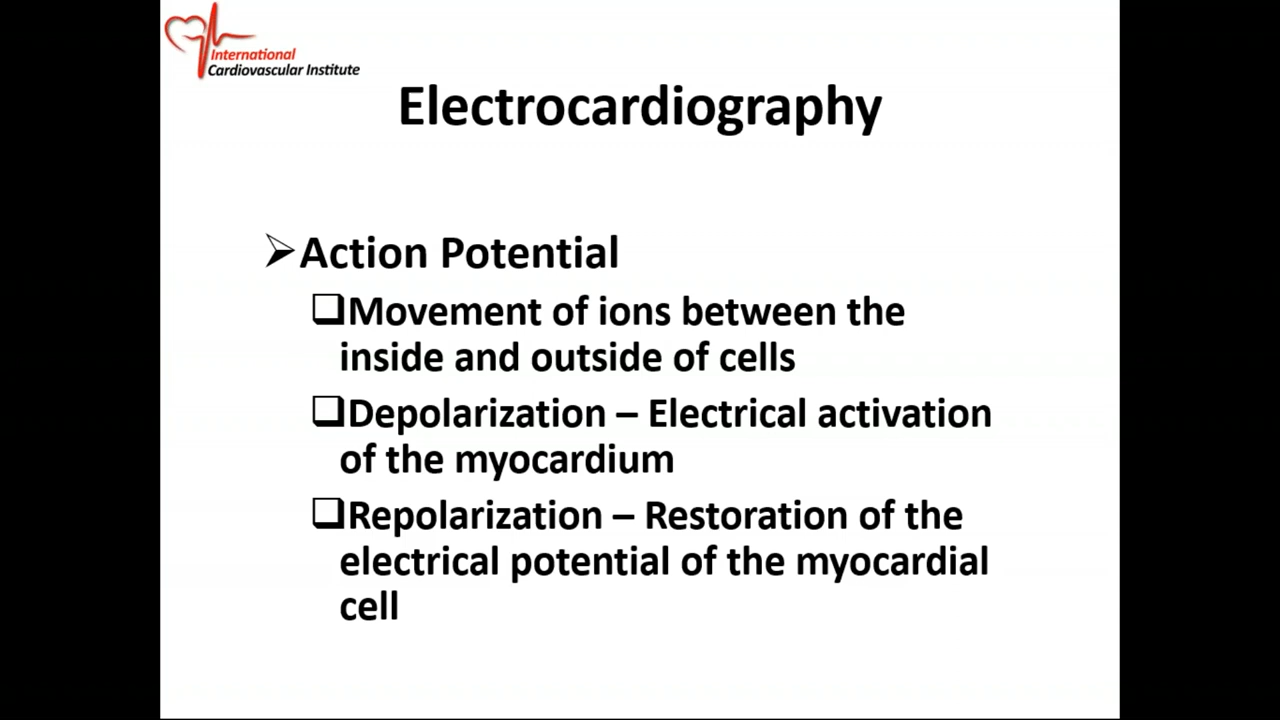 International
Cardiovascular Institute
Electrocardiography
Action Potential
Movement of ions between the
inside and outside of cells
Depolarization – Electrical activation
of the myocardium
Repolarization – Restoration of the
electrical potential of the myocardial
cell